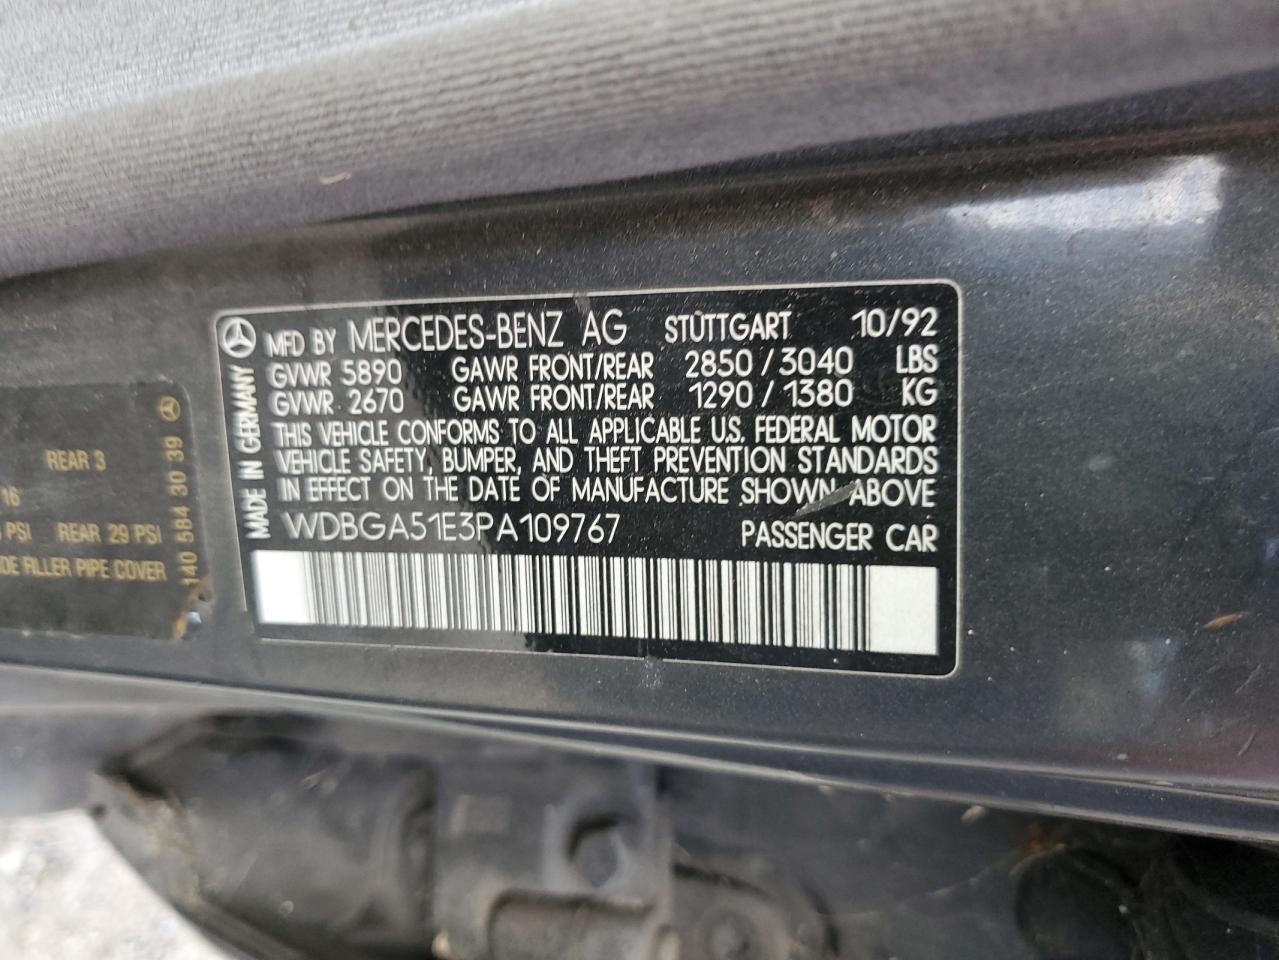 MFD BY MERCEDES-BENZ AG STUTTGART 10/92
GVWR 5890 GAWR FRONT/REAR 2850/3040 LBS
GVWR 2670 GAWR FRONT/REAR 1290/1380 KG
THIS VEHICLE CONFORMS TO ALL APPLICABLE U.S. FEDERAL MOTOR
VEHICLE SAFETY, BUMPER, AND THEFT PREVENTION STANDARDS
IN EFFECT ON THE DATE OF MANUFACTURE SHOWN ABOVE
WDBGA51E3PA109767 PASSENGER CAR
MADE IN GERMANY
REAR 3
16
PSI REAR 29 PSI
FILLER PIPE COVER
140 584 30 39